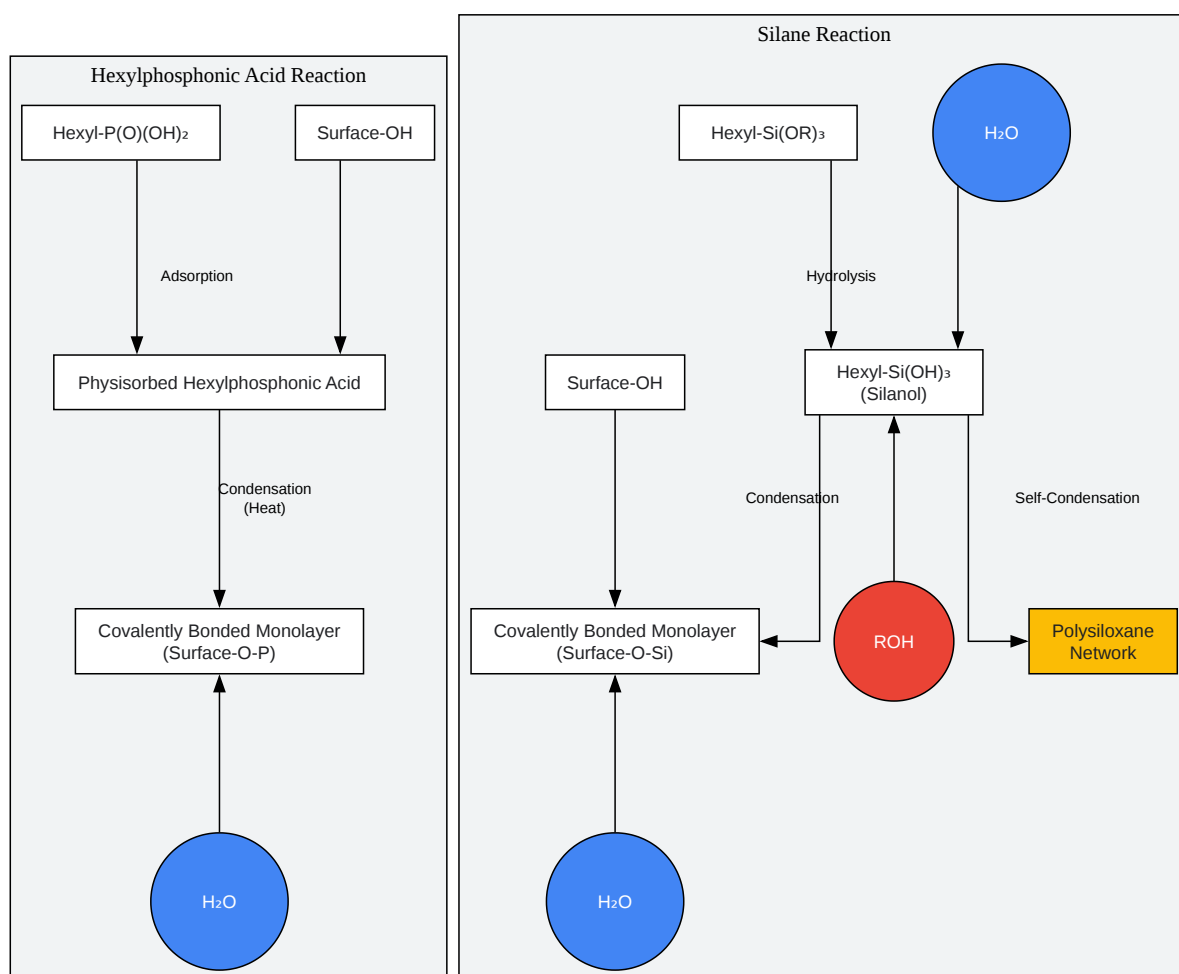 Hexylphosphonic Acid Reaction
Hexyl-P(O)(OH)₂
Surface-OH
Adsorption
Physisorbed Hexylphosphonic Acid
Condensation
(Heat)
Covalently Bonded Monolayer
(Surface-O-P)
H₂O
Silane Reaction
Hexyl-Si(OR)₃
H₂O
Hydrolysis
Surface-OH
Hexyl-Si(OH)₃
(Silanol)
Condensation
Self-Condensation
Covalently Bonded Monolayer
(Surface-O-Si)
ROH
Polysiloxane
Network
H₂O